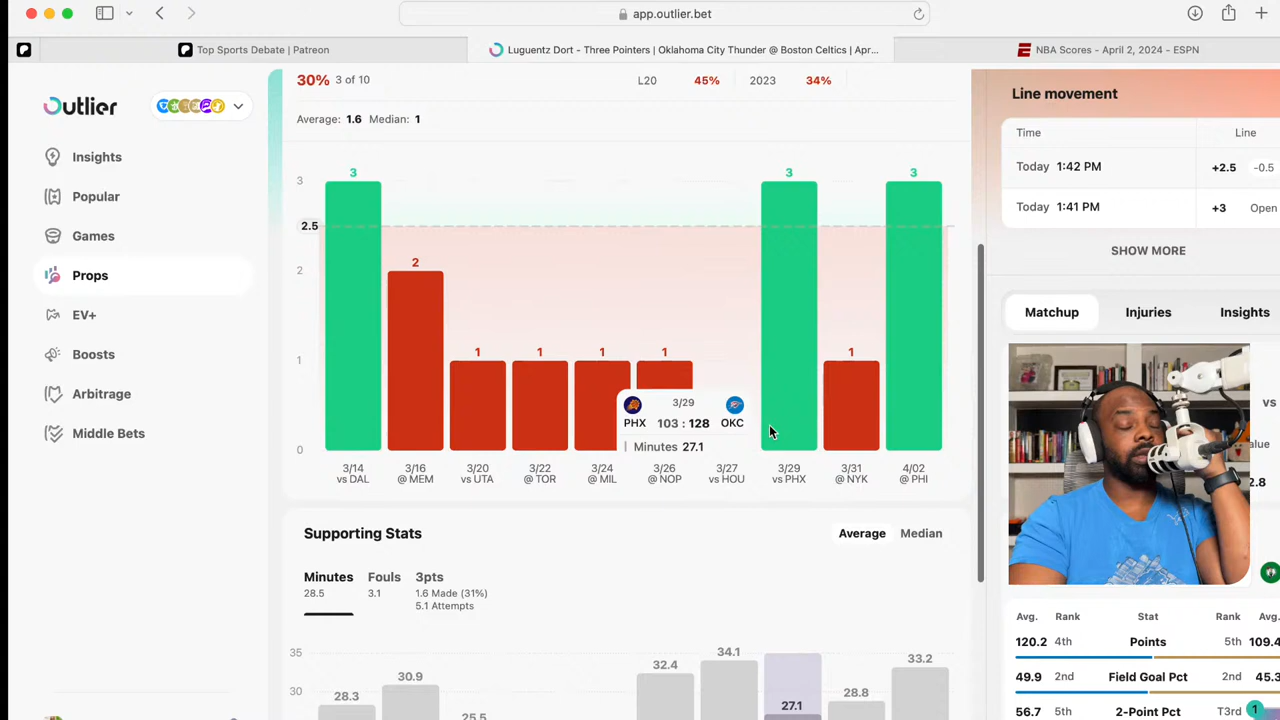 app.outlier.bet
Top Sports Debate | Patreon
Luguentz Dort - Three Pointers | Oklahoma City Thunder @ Boston Celtics | Apr...
NBA Scores - April 2, 2024 - ESPN
Outlier
Insights
Popular
Games
Props
EV+
Boosts
Arbitrage
Middle Bets
30% 3 of 10
L20 45% 2023 34%
Average: 1.6 Median: 1
3 3 3
3
2.5
2 2
1 1 1 1 1 1
0
PHX 3/29 OKC
103 : 128
Minutes 27.1
3/14 3/16 3/20 3/22 3/24 3/26 3/27 3/29 3/31 4/02
vs DAL @ MEM vs UTA @ TOR @ MIL @ NOP vs HOU vs PHX @ NYK @ PHI
Supporting Stats
Average Median
Minutes Fouls 3pts
28.5 3.1 1.6 Made (31%)
5.1 Attempts
35 30
28.3 30.9 25.5 32.4 34.1 27.1 28.8 33.2
Line movement
Time Line
Today 1:42 PM +2.5 -0.5
Today 1:41 PM +3 Open
SHOW MORE
Matchup Injuries Insights
vs
alue
2.8
Avg. Rank Stat Rank Avg.
120.2 4th Points 5th 109.4
49.9 2nd Field Goal Pct 2nd 45.3
56.7 2nd 2-Point Pct T3rd 1